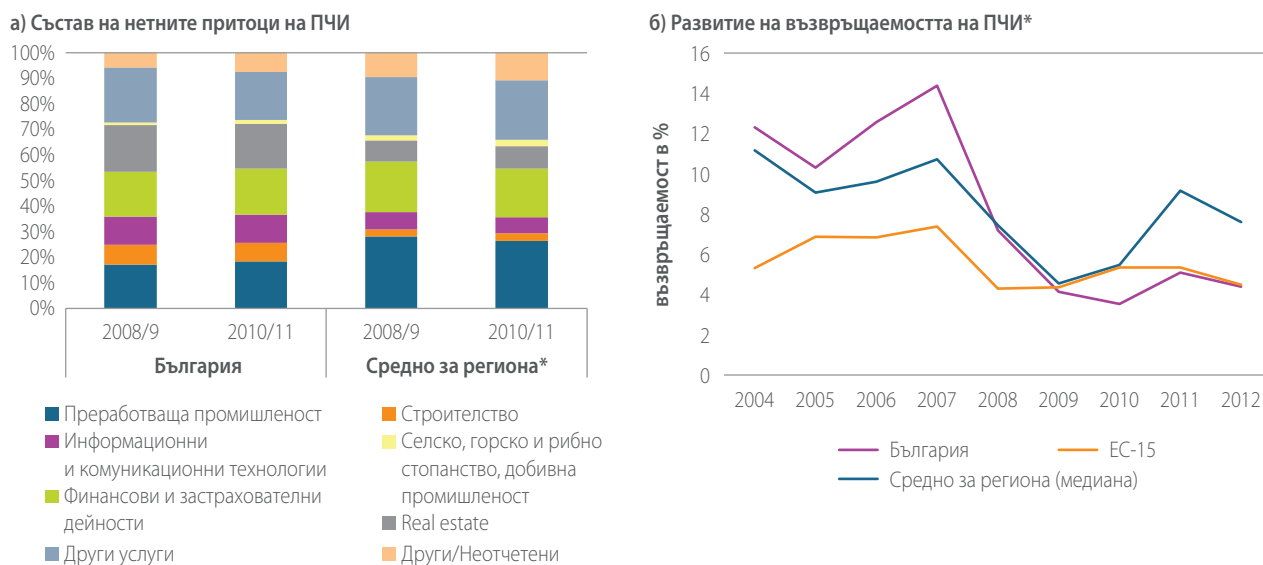 а) Състав на нетните притоци на ПЧИ
100%
90%
80%
70%
60%
50%
40%
30%
20%
10%
0%
2008/9 2010/11 2008/9 2010/11
България Средно за региона*
Преработваща промишленост
Информационни
и комуникационни технологии
Финансови и застрахователни
дейности
Други услуги
Строителство
Селско, горско и рибно
стопанство, добивна
промишленост
Real estate
Други/Неотчетени
б) Развитие на възвръщаемостта на ПЧИ*
възвръщаемост в %
16
14
12
10
8
6
4
2
0
2004 2005 2006 2007 2008 2009 2010 2011 2012
България ЕС-15
Средно за региона (медиана)